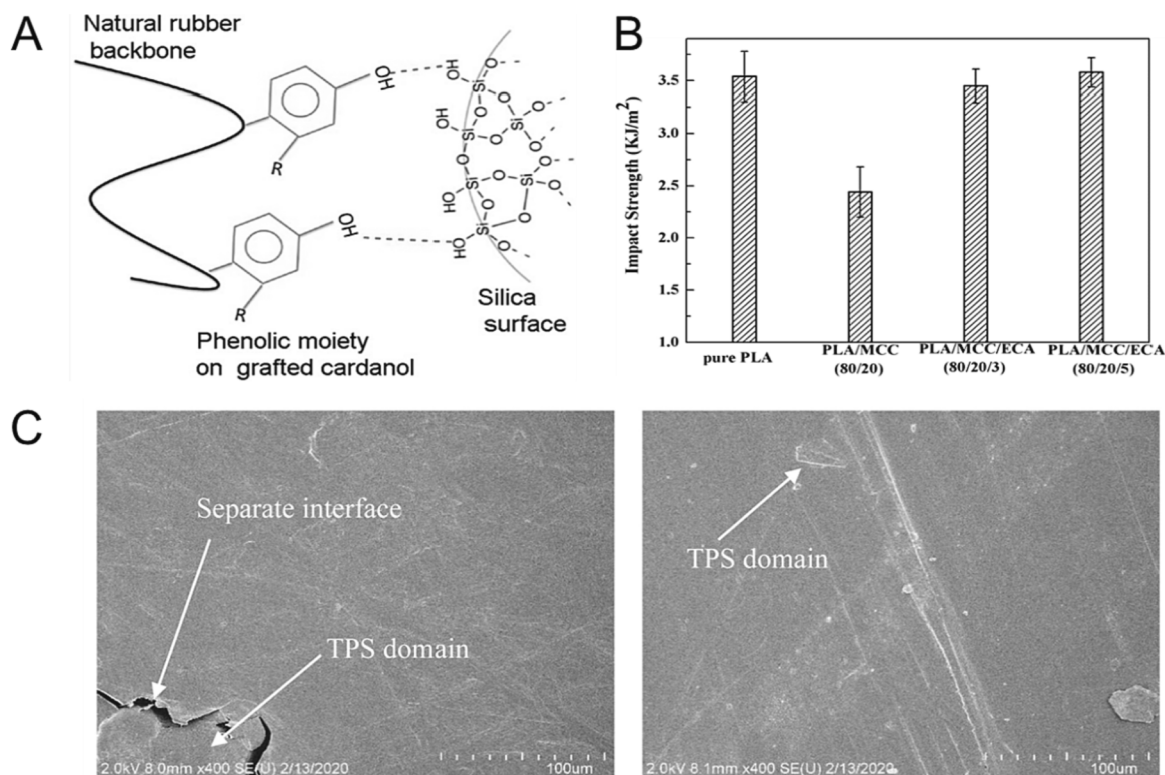 A
Natural rubber
backbone
OH
R
OH
R
Phenolic moiety
on grafted cardanol
HO
O
O
Si
O
O
OH
HO
Si
O
O
Si
O
O
O
Si
O
Si
O
HO
O
O
Si
O
HO
O
Silica
surface
B
Impact Strength (KJ/m²)
3.5
3.0
2.5
2.0
1.5
1.0
pure PLA
PLA/MCC
(80/20)
PLA/MCC/ECA
(80/20/3)
PLA/MCC/ECA
(80/20/5)
C
Separate interface
TPS domain
2.0kV 8.0mm x400 SE(U) 2/13/2020
100um
TPS domain
2.0kV 8.1mm x400 SE(U) 2/13/2020
100um